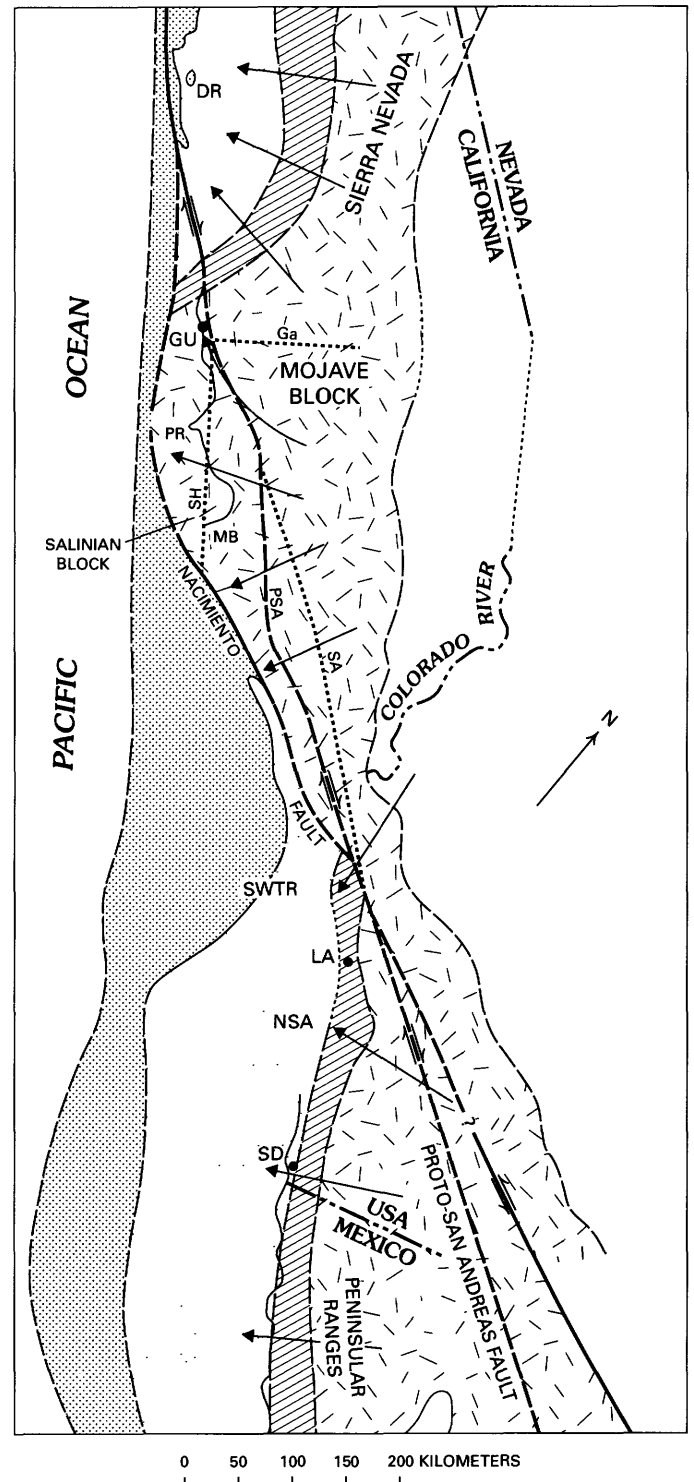 DR
SIERRA NEVADA
NEVADA
CALIFORNIA
OCEAN
GU
Ga
MOJAVE
BLOCK
PR
SH
MB
SALINIAN
BLOCK
NACIMIENTO
PSA
RIVER
COLORADO
SA
PACIFIC
N
FAULT
SWTR
LA
NSA
?
SD
USA
MEXICO
PROTO-SAN ANDREAS FAULT
PENINSULAR
RANGES
0 50 100 150 200 KILOMETERS